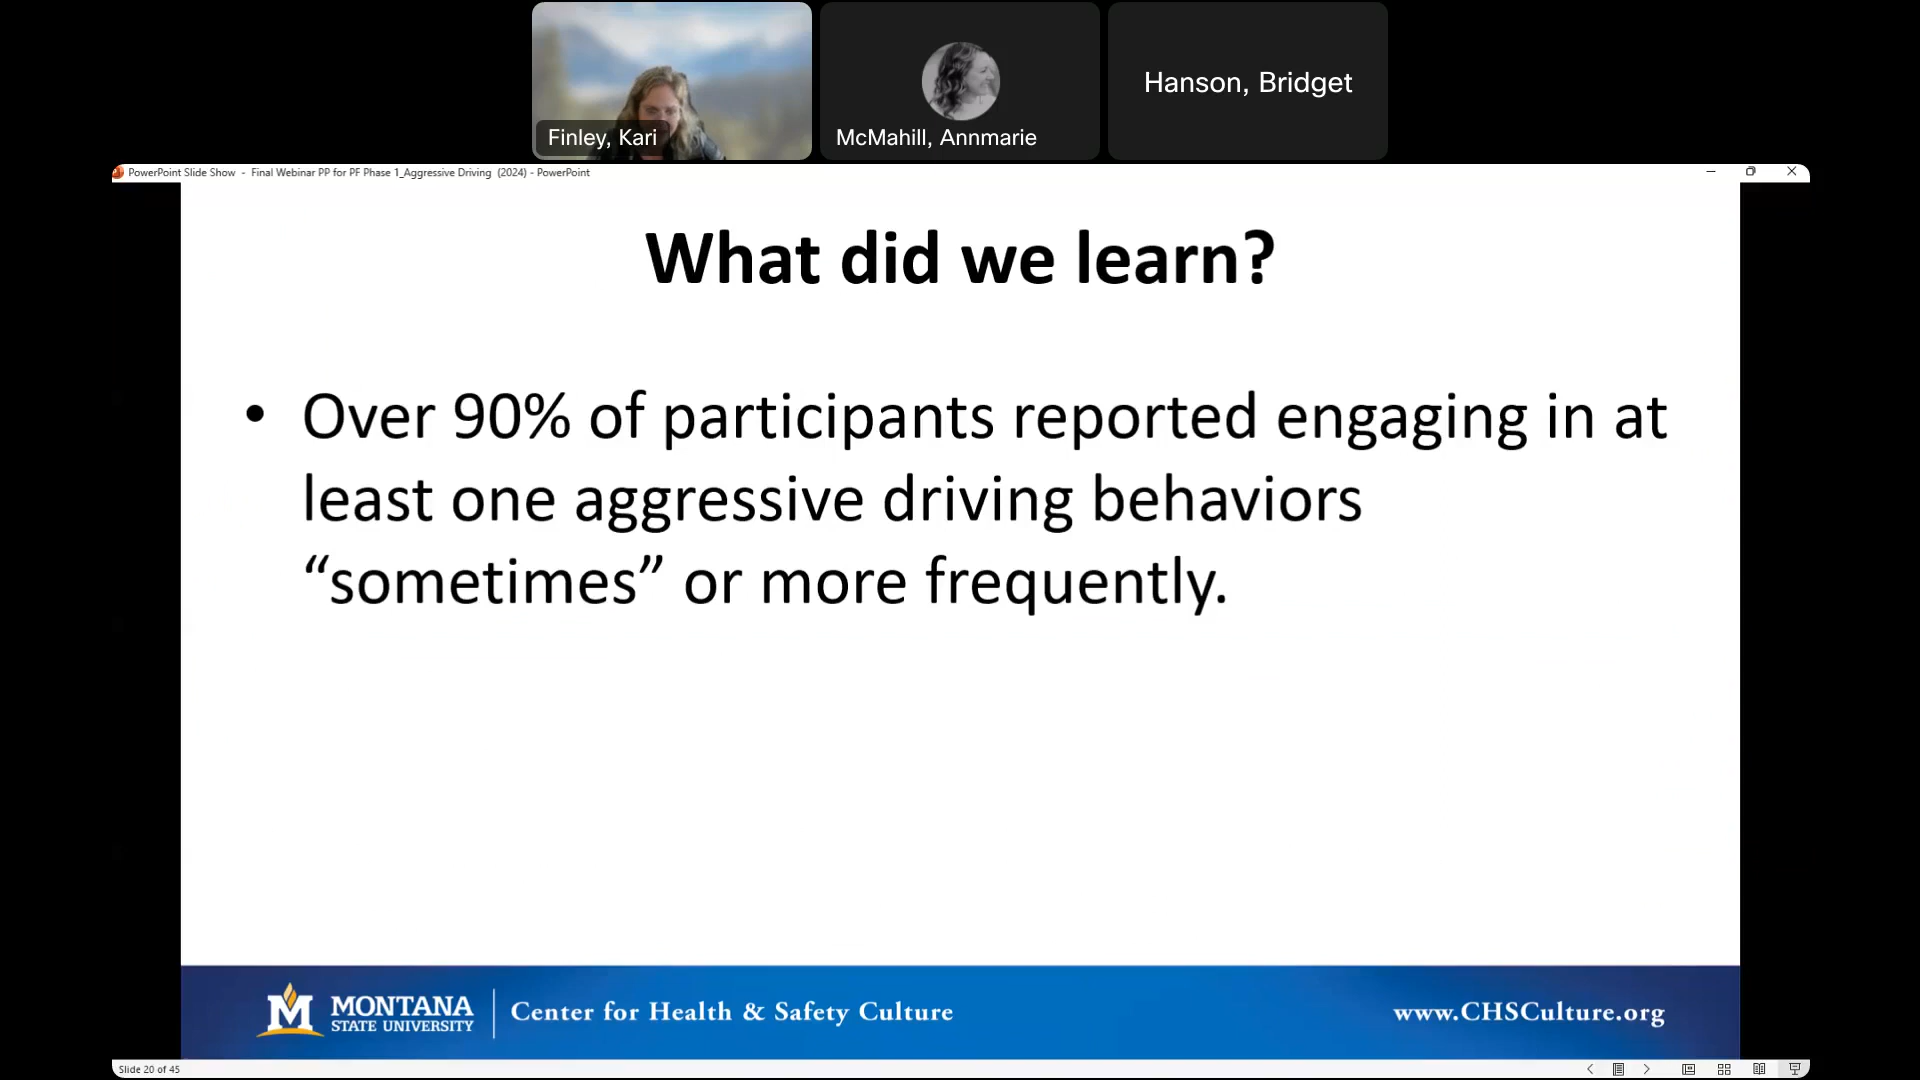 Finley, Kari
McMahill, Annmarie
Hanson, Bridget
PowerPoint Slide Show - Final Webinar PP for PF Phase 1_Aggressive Driving (2024) - PowerPoint
What did we learn?
• Over 90% of participants reported engaging in at
least one aggressive driving behaviors
“sometimes” or more frequently.
M MONTANA
STATE UNIVERSITY
Center for Health & Safety Culture
www.CHSCulture.org
Slide 20 of 45